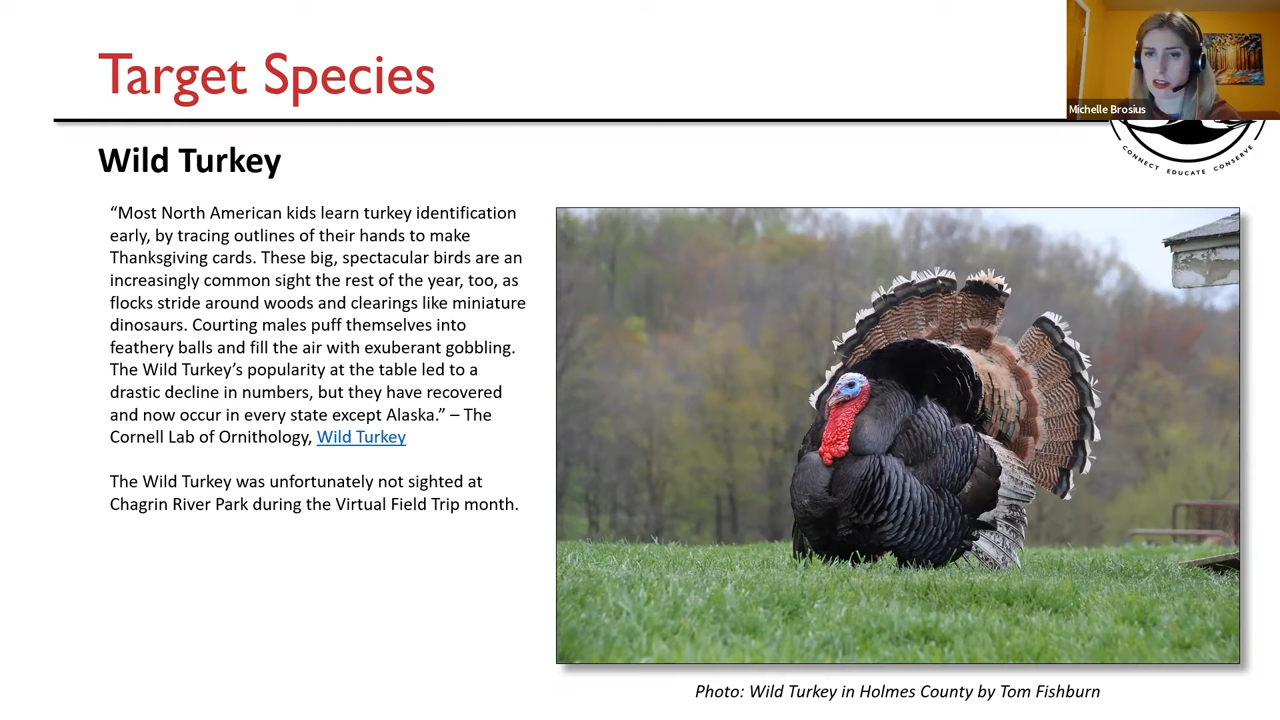 Target Species
Michelle Brosius
CONNECT EDUCATE CONSERVE
Wild Turkey
“Most North American kids learn turkey identification
early, by tracing outlines of their hands to make
Thanksgiving cards. These big, spectacular birds are an
increasingly common sight the rest of the year, too, as
flocks stride around woods and clearings like miniature
dinosaurs. Courting males puff themselves into
feathery balls and fill the air with exuberant gobbling.
The Wild Turkey’s popularity at the table led to a
drastic decline in numbers, but they have recovered
and now occur in every state except Alaska.” – The
Cornell Lab of Ornithology, Wild Turkey
The Wild Turkey was unfortunately not sighted at
Chagrin River Park during the Virtual Field Trip month.
Photo: Wild Turkey in Holmes County by Tom Fishburn